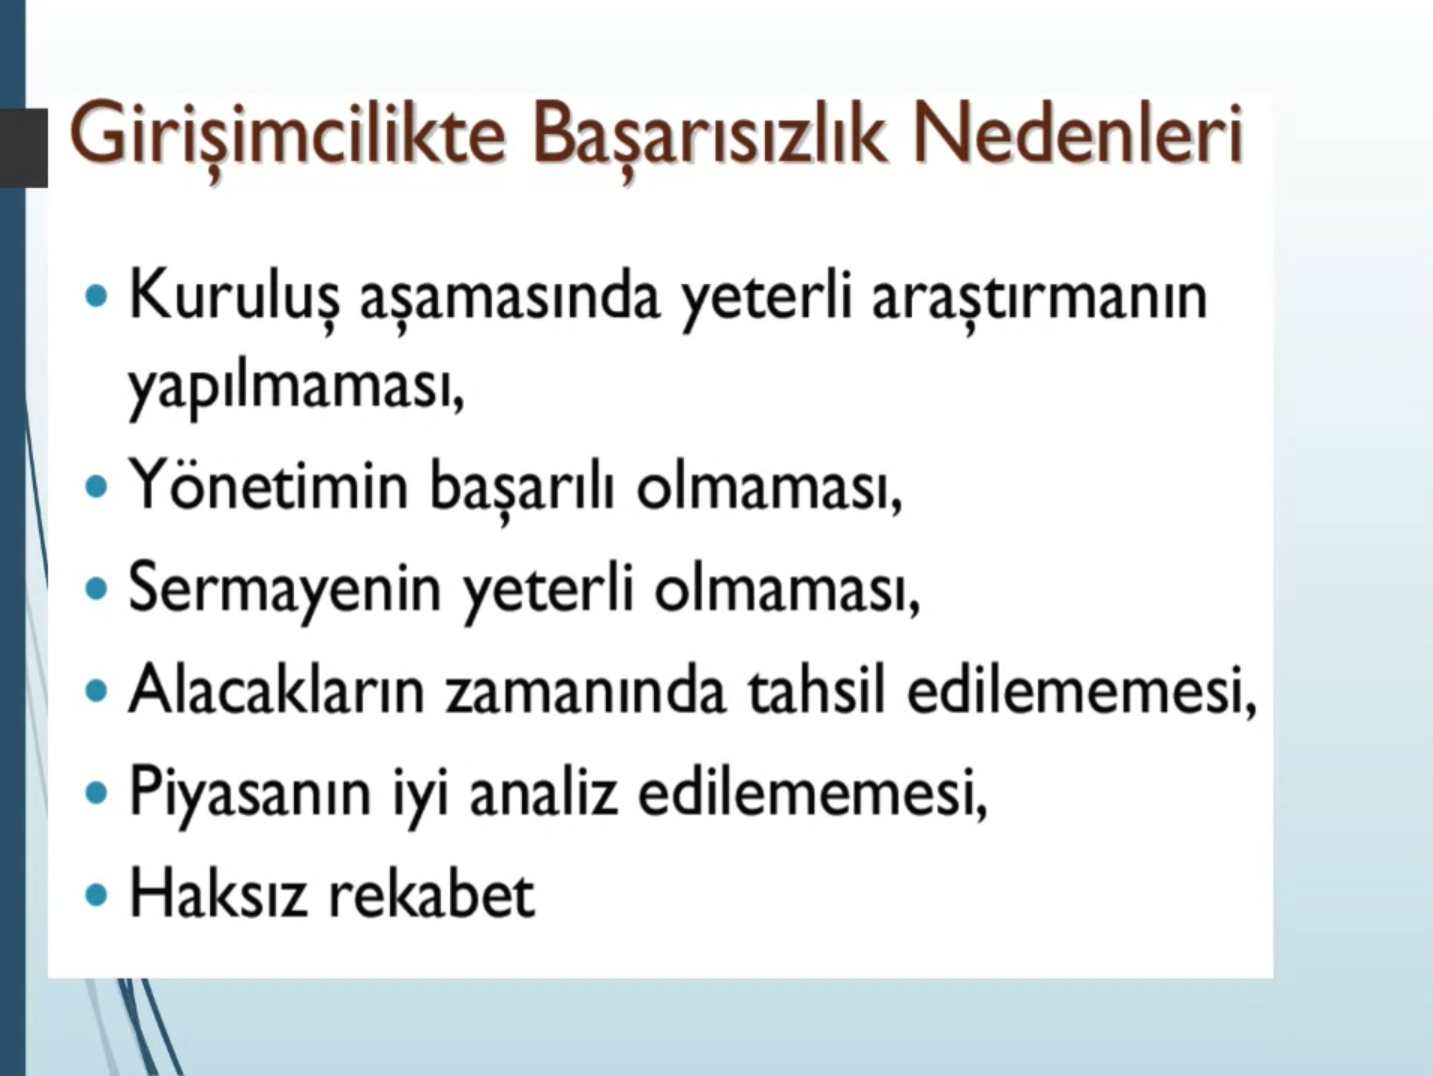 Girişimcilikte Başarısızlık Nedenleri
• Kuruluş aşamasında yeterli araştırmanın
yapılmaması,
• Yönetimin başarılı olmaması,
• Sermayenin yeterli olmaması,
• Alacakların zamanında tahsil edilememesi,
• Piyasanın iyi analiz edilememesi,
• Haksız rekabet